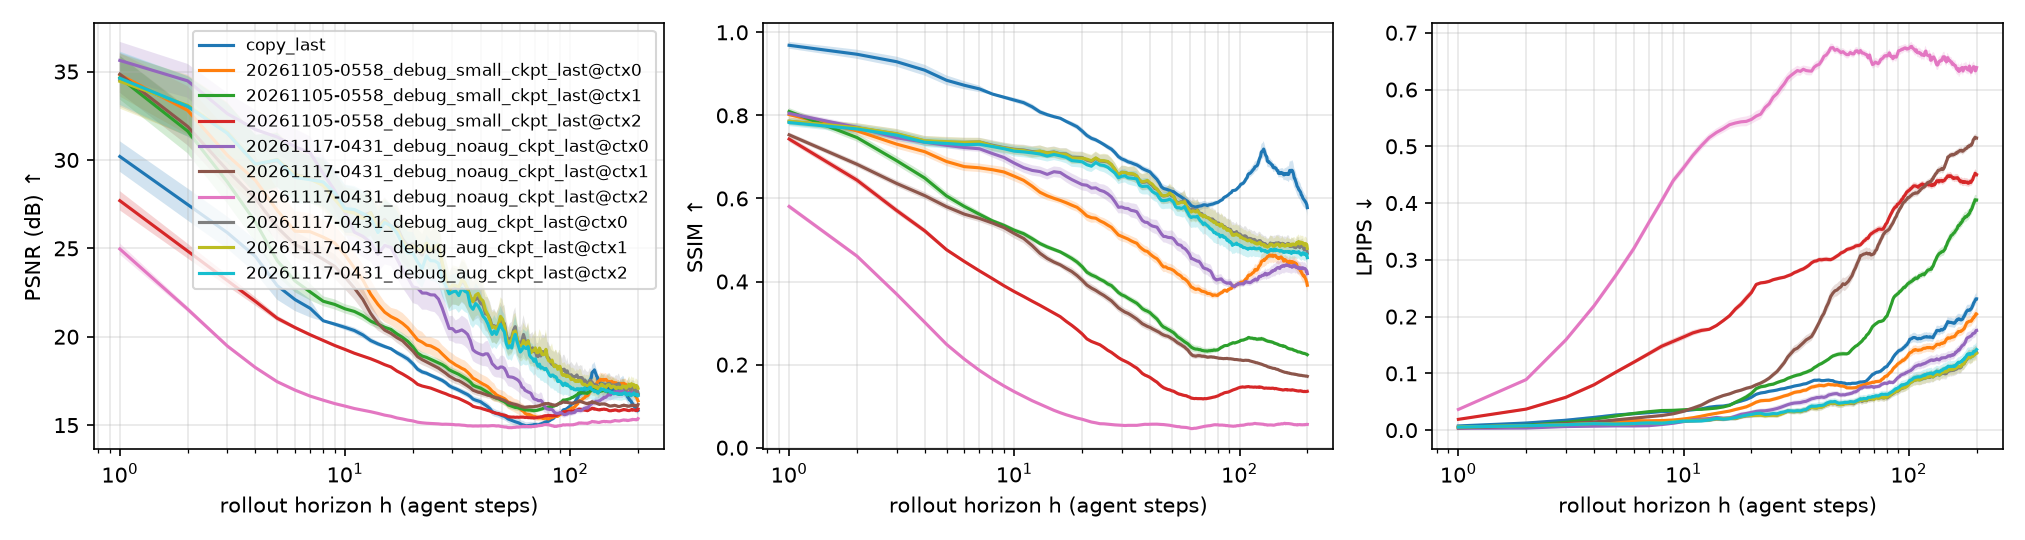 PSNR (dB) ↑
35
30
25
20
15
10⁰
10¹
10²
rollout horizon h (agent steps)
copy_last
20261105-0558_debug_small_ckpt_last@ctx0
20261105-0558_debug_small_ckpt_last@ctx1
20261105-0558_debug_small_ckpt_last@ctx2
20261117-0431_debug_noaug_ckpt_last@ctx0
20261117-0431_debug_noaug_ckpt_last@ctx1
20261117-0431_debug_noaug_ckpt_last@ctx2
20261117-0431_debug_aug_ckpt_last@ctx0
20261117-0431_debug_aug_ckpt_last@ctx1
20261117-0431_debug_aug_ckpt_last@ctx2
SSIM ↑
1.0
0.8
0.6
0.4
0.2
0.0
10⁰
10¹
10²
rollout horizon h (agent steps)
LPIPS ↓
0.7
0.6
0.5
0.4
0.3
0.2
0.1
0.0
10⁰
10¹
10²
rollout horizon h (agent steps)